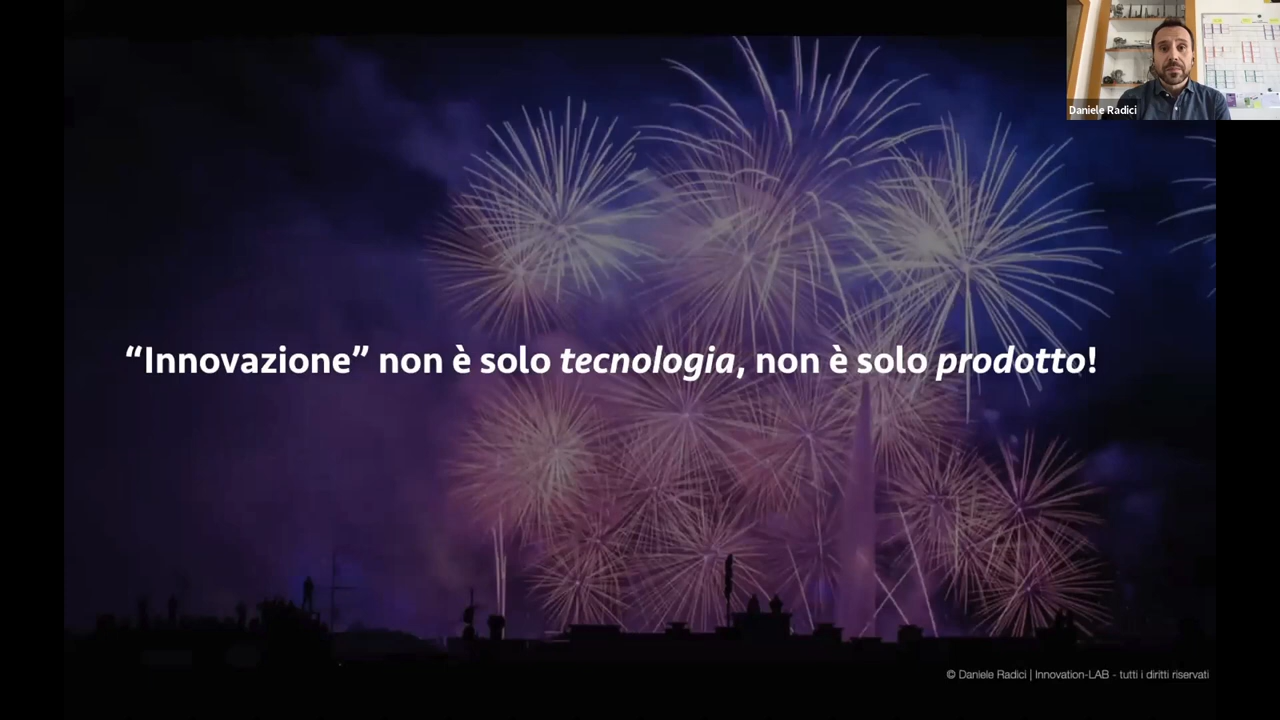 Daniele Radici
“Innovazione” non è solo tecnologia, non è solo prodotto!
© Daniele Radici | Innovation-LAB - tutti i diritti riservati